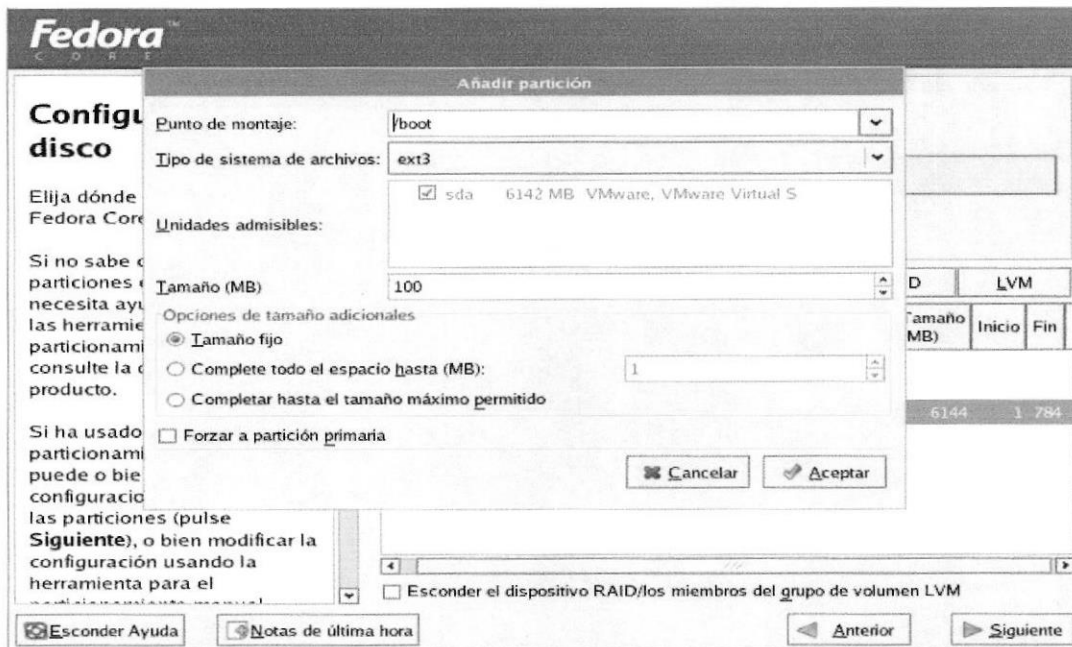 Fedora™
CORE
Añadir partición
Configu
disco
Elija dónde
Fedora Core
Si no sabe c
particiones
necesita ayu
las herramie
particionami
consulte la
producto.
Si ha usado
particionami
puede o bie
configuracio
las particiones (pulse
Siguiente), o bien modificar la
configuración usando la
herramienta para el
particionamiento manual
Punto de montaje: /boot
Tipo de sistema de archivos: ext3
Unidades admisibles:
sda 6142 MB VMware, VMware Virtual S
Tamaño (MB) 100
Opciones de tamaño adicionales
Tamaño fijo
Complete todo el espacio hasta (MB): 1
Completar hasta el tamaño máximo permitido
Forzar a partición primaria
Cancelar Aceptar
D LVM
Tamaño Inicio Fin
MB)
6144 1 784
Esconder el dispositivo RAID/los miembros del grupo de volumen LVM
Esconder Ayuda Notas de última hora Anterior Siguiente